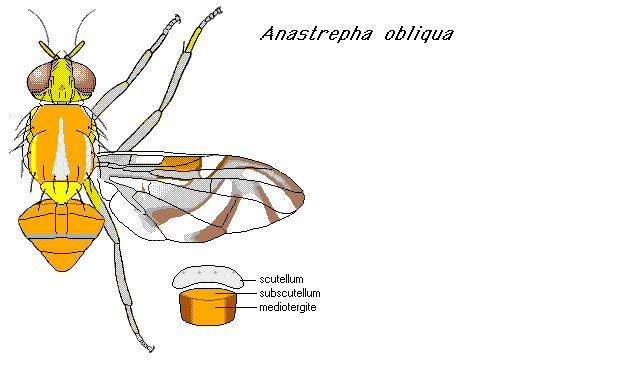 Anastrepha obliqua
scutellum
subscutellum
mediotergite